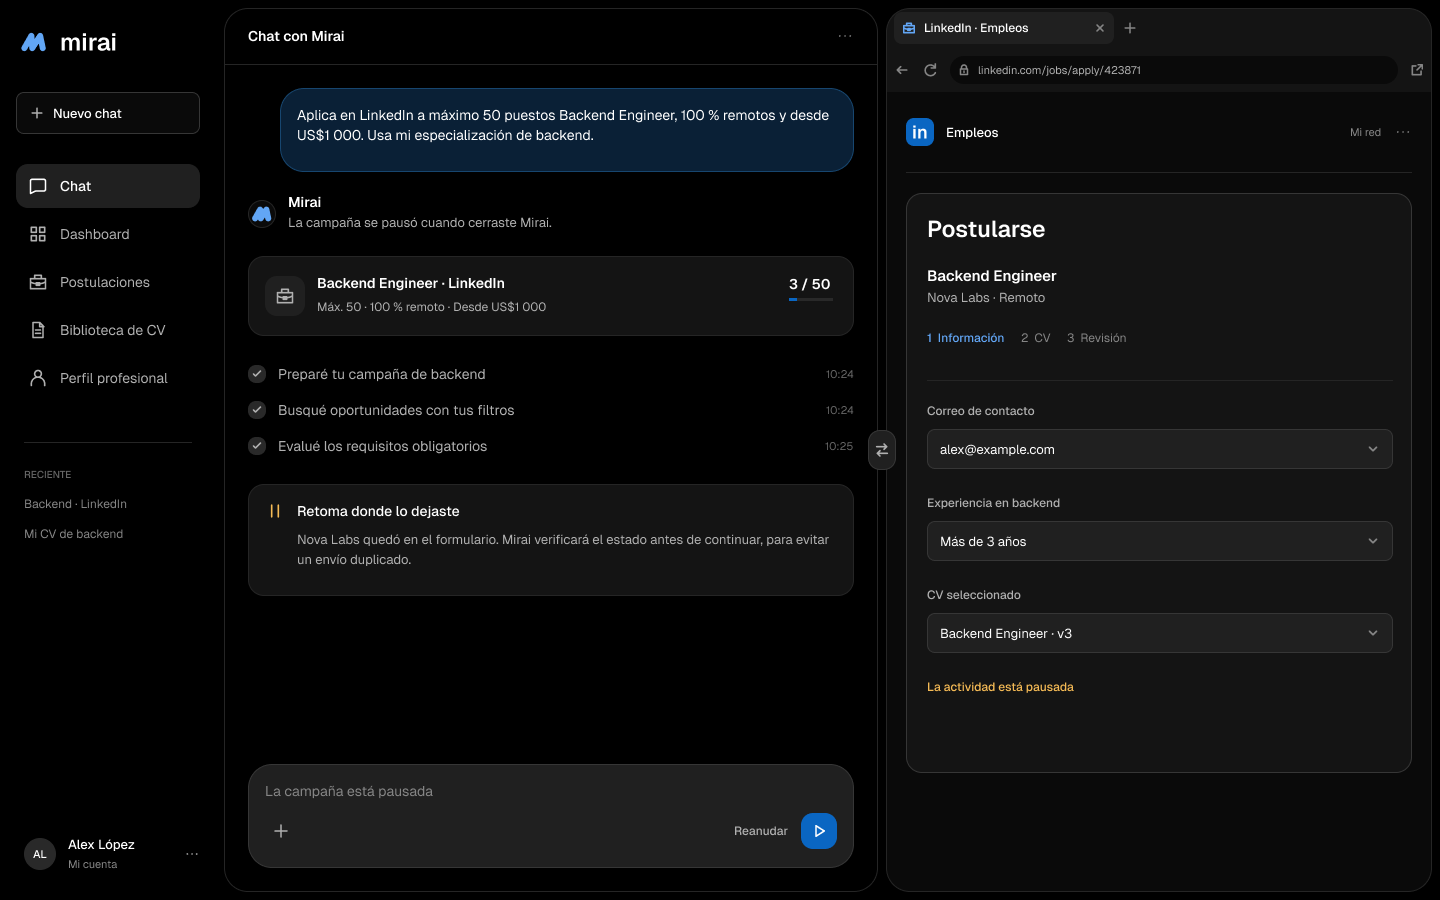 mirai
Nuevo chat
Chat
Dashboard
Postulaciones
Biblioteca de CV
Perfil profesional
RECIENTE
Backend · LinkedIn
Mi CV de backend
AL
Alex López
Mi cuenta
Chat con Mirai
Aplica en LinkedIn a máximo 50 puestos Backend Engineer, 100 % remotos y desde
US$1 000. Usa mi especialización de backend.
Mirai
La campaña se pausó cuando cerraste Mirai.
Backend Engineer · LinkedIn
Máx. 50 · 100 % remoto · Desde US$1 000
3 / 50
Preparé tu campaña de backend
10:24
Busqué oportunidades con tus filtros
10:24
Evalué los requisitos obligatorios
10:25
Retoma donde lo dejaste
Nova Labs quedó en el formulario. Mirai verificará el estado antes de continuar, para evitar
un envío duplicado.
La campaña está pausada
Reanudar
LinkedIn · Empleos
linkedin.com/jobs/apply/423871
in
Empleos
Mi red
Postularse
Backend Engineer
Nova Labs · Remoto
1 Información
2 CV
3 Revisión
Correo de contacto
alex@example.com
Experiencia en backend
Más de 3 años
CV seleccionado
Backend Engineer · v3
La actividad está pausada